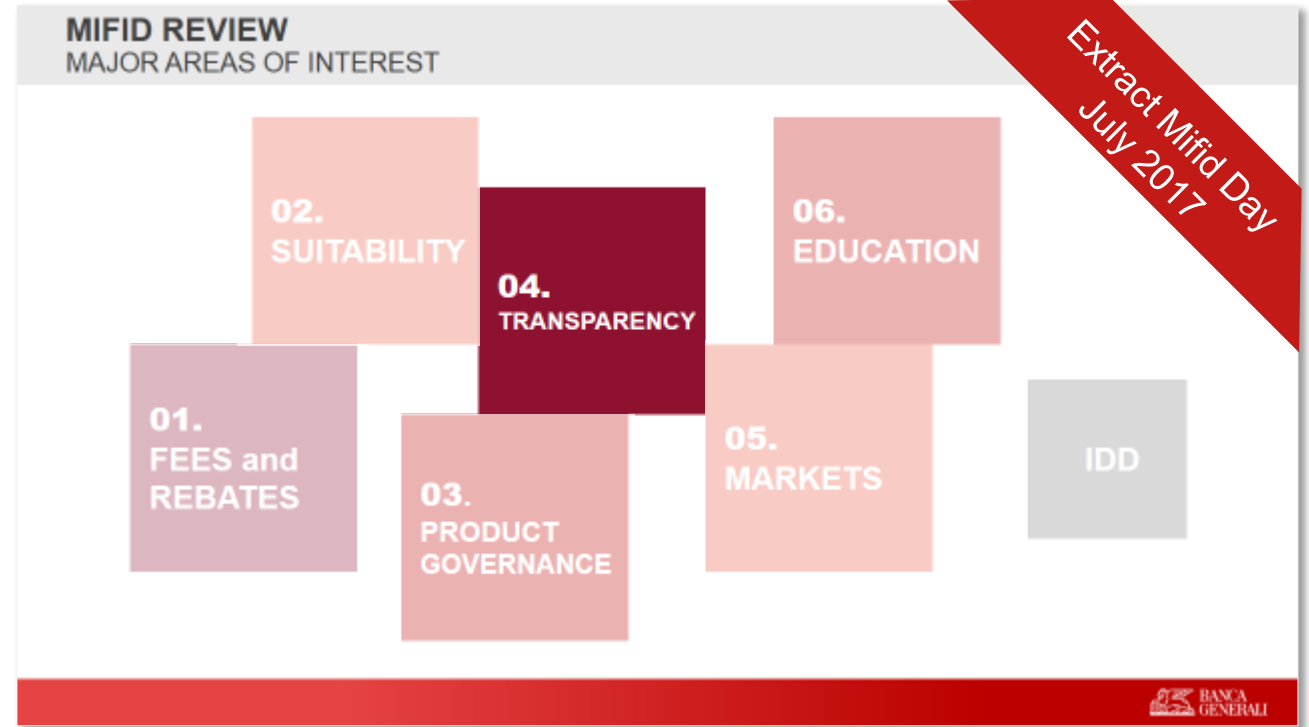 MIFID REVIEW
MAJOR AREAS OF INTEREST
Extract Mifid Day
July 2017
02.
SUITABILITY
06.
EDUCATION
04.
TRANSPARENCY
01.
FEES and
REBATES
05.
MARKETS
IDD
03.
PRODUCT
GOVERNANCE
BANCA
GENERALI